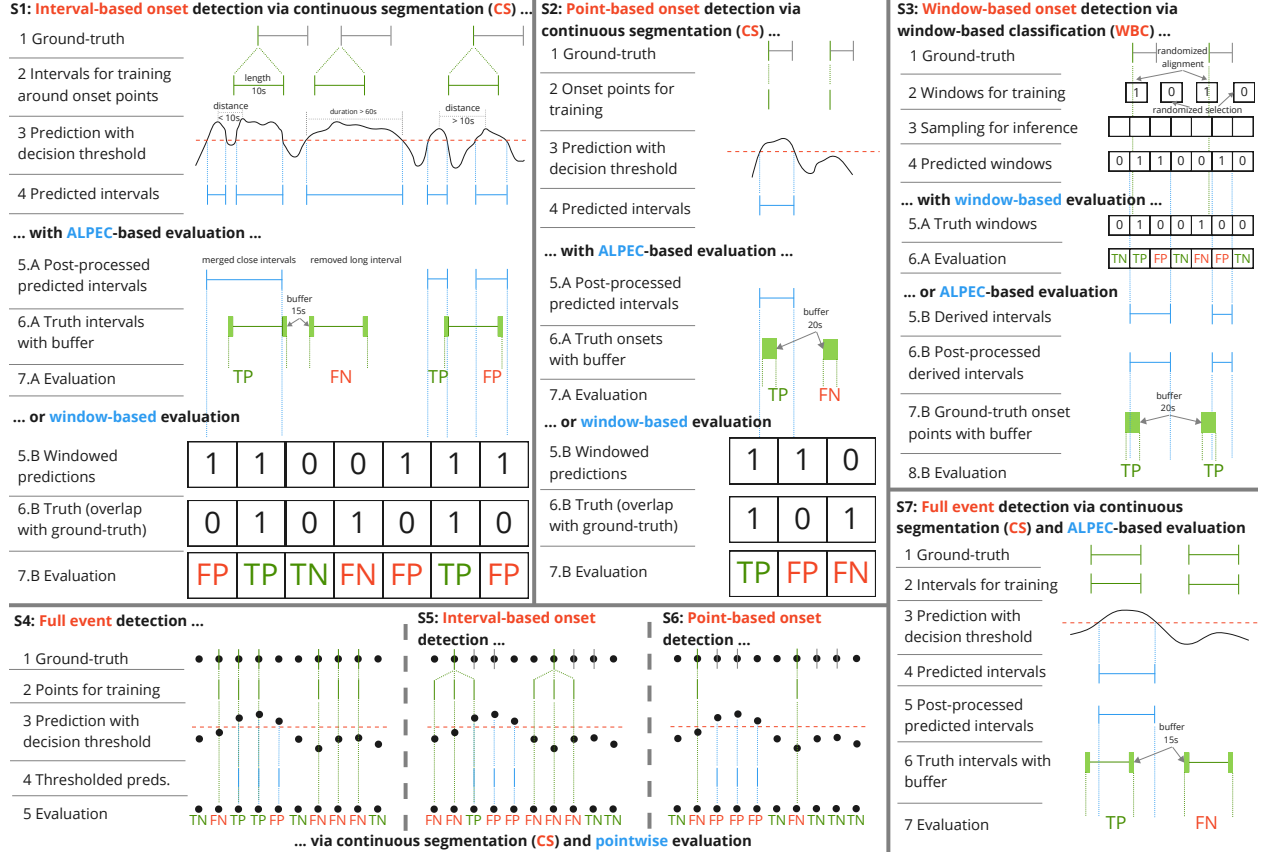 S1: Interval-based onset detection via continuous segmentation (CS) ...
1 Ground-truth
2 Intervals for training
around onset points
length
10s
3 Prediction with
decision threshold
distance
< 10s
duration > 60s
distance
> 10s
4 Predicted intervals
... with ALPEC-based evaluation ...
5.A Post-processed
predicted intervals
merged close intervals
removed long interval
6.A Truth intervals
with buffer
buffer
15s
7.A Evaluation
TP FN TP FP
... or window-based evaluation
5.B Windowed
predictions
1 1 0 0 1 1 1
6.B Truth (overlap
with ground-truth)
0 1 0 1 0 1 0
7.B Evaluation
FP TP TN FN FP TP FP
S2: Point-based onset detection via
continuous segmentation (CS) ...
1 Ground-truth
2 Onset points for
training
3 Prediction with
decision threshold
4 Predicted intervals
... with ALPEC-based evaluation ...
5.A Post-processed
predicted intervals
6.A Truth onsets
with buffer
buffer
20s
7.A Evaluation
TP FN
... or window-based evaluation
5.B Windowed
predictions
1 1 0
6.B Truth (overlap
with ground-truth)
1 0 1
7.B Evaluation
TP FP FN
S3: Window-based onset detection via
window-based classification (WBC) ...
1 Ground-truth
randomized
alignment
2 Windows for training
1 0 1 0
randomized selection
3 Sampling for inference
4 Predicted windows
0 1 1 0 0 1 0
... with window-based evaluation ...
5.A Truth windows
0 1 0 0 1 0 0
6.A Evaluation
TN TP FP TN FN FP TN
... or ALPEC-based evaluation
5.B Derived intervals
6.B Post-processed
derived intervals
7.B Ground-truth onset
points with buffer
buffer
20s
8.B Evaluation
TP TP
S4: Full event detection ...
1 Ground-truth
2 Points for training
3 Prediction with
decision threshold
4 Thresholded preds.
5 Evaluation
TN FN TP TP FP TN FN FN FN TN
S5: Interval-based onset
detection ...
FN FN TP FP FP FN FN FN TN TN
S6: Point-based onset
detection ...
TN FN FP FP FP TN FN TN TN TN
... via continuous segmentation (CS) and pointwise evaluation
S7: Full event detection via continuous
segmentation (CS) and ALPEC-based evaluation
1 Ground-truth
2 Intervals for training
3 Prediction with
decision threshold
4 Predicted intervals
5 Post-processed
predicted intervals
6 Truth intervals with
buffer
buffer
15s
7 Evaluation
TP FN